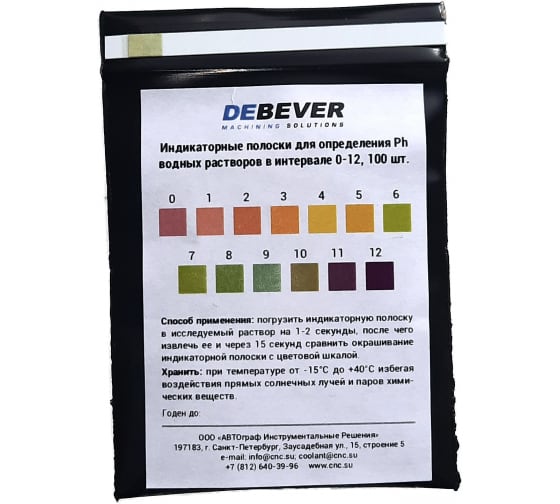 DEBEVER
MACHINING SOLUTIONS
Индикаторные полоски для определения Ph
водных растворов в интервале 0-12, 100 шт.
0 1 2 3 4 5 6
7 8 9 10 11 12
Способ применения: погрузить индикаторную полоску
в исследуемый раствор на 1-2 секунды, после чего
извлечь ее и через 15 секунд сравнить окрашивание
индикаторной полоски с цветовой шкалой.
Хранить: при температуре от -15°C до +40°C избегая
воздействия прямых солнечных лучей и паров хими-
ческих веществ.
Годен до:
ООО «АВТОграф Инструментальные Решения»
197183, г. Санкт-Петербург, Заусадебная ул., 15, строение 5
e-mail: info@cnc.su; coolant@cnc.su
+7 (812) 640-39-96 www.cnc.su